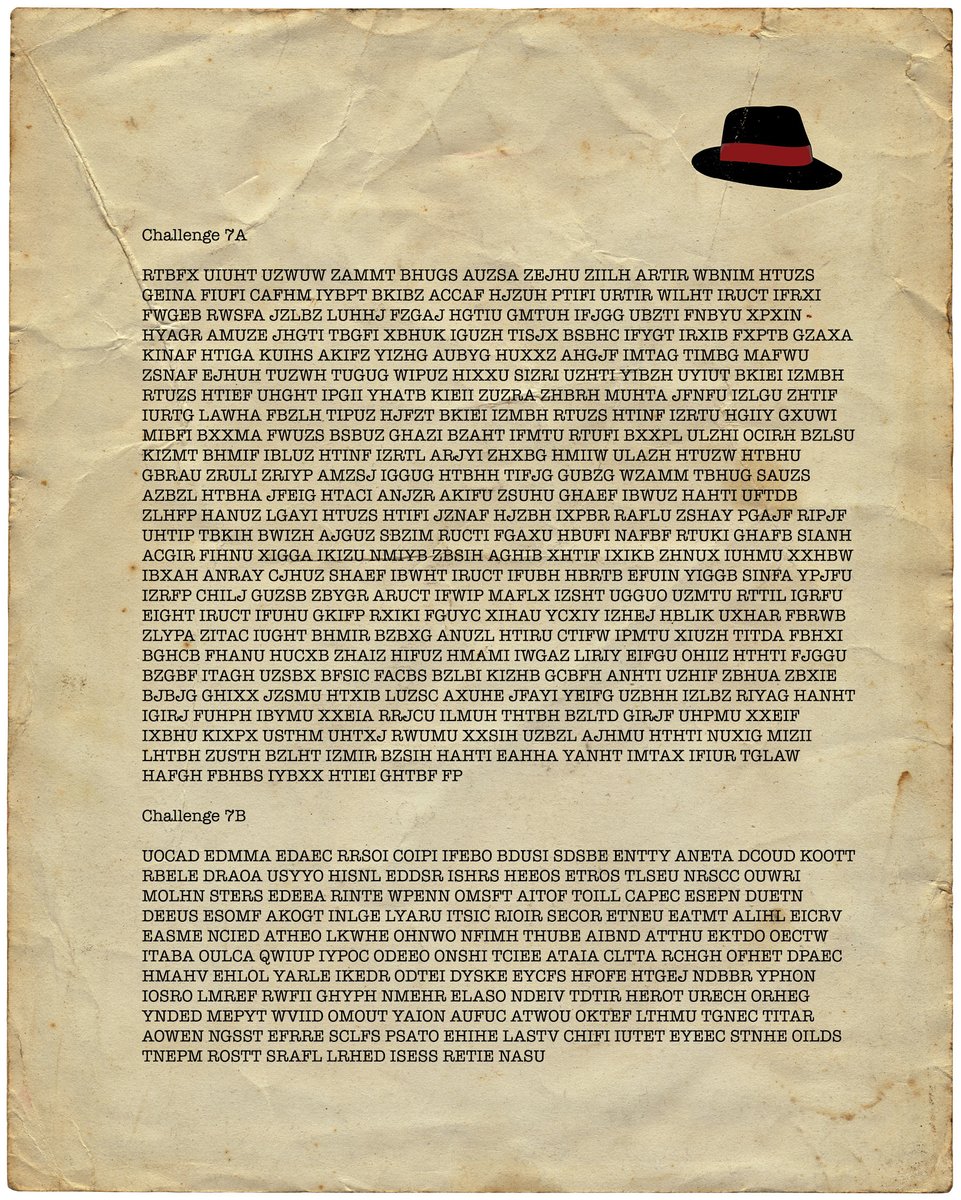 Challenge 7A
RTBFX UIUHT UZWUW ZAMMT BHUGS AUZSA ZEJHU ZIILH ARTIR WBNIM HTUZS
GEINA FIUFI CAFHM IYBPT BKIBZ ACCAF HJZUH PTIFI URTIR WILHT IRUCT IFRXI
FWGEB RWSFA JZLBZ LUHHJ FZGAJ HGTIU GMTUH IFJGG UBZTI FNBYU XPXIN
HYAGR AMUZE JHGTI TBGFI XBHUK IGUZH TISJX BSBHC IFYGT IRXIB FXPTB GZAXA
KINAF HTIGA KUIHS AKIFZ YIZHG AUBYG HUXXZ AHGJF IMTAG TIMBG MAFWU
ZSNAF EJHUH TUZWH TUGUG WIPUZ HIXXU SIZRI UZHTI YIBZH UYIUT BKIEI IZMBH
RTUZS HTIEF UHGHT IPGII YHATB KIEII ZUZRA ZHBRH MUHTA JFNFU IZLGU ZHTIF
IURTG LAWHA FBZLH TIPUZ HJFZT BKIEI IZMBH RTUZS HTINF IZRTU HGIIY GXUWI
MIBFI BXXMA FWUZS BSBUZ GHAZI BZAHT IFMTU RTUFI BXXPL ULZHI OCIRH BZLSU
KIZMT BHMIF IBLUZ HTINF IZRTL ARJYI ZHXBG HMIIW ULAZH HTUZW HTBHU
GBRAU ZRULI ZRIYP AMZSJ IGGUG HTBHH TIFJG GUBZG WZAMM TBHUG SAUZS
AZBZL HTBHA JFEIG HTACI ANJZR AKIFU ZSUHU GHAEF IBWUZ HAHTI UFTDB
ZLHFP HANUZ LGAYI HTUZS HTIFI JZNAF HJZBH IXPBR RAFLU ZSHAY PGAJF RIPJF
UHTIP TBKIH BWIZH AJGUZ SBZIM RUCTI FGAXU HBUFI NAFBF RTUKI GHAFB SIANH
ACGIR FIHNU XIGGA IKIZU NMIYB ZBSIH AGHIB XHTIF IXIKB ZHNUX IUHMU XXHBW
IBXAH ANRAY CJHUZ SHAEF IBWHT IRUCT IFUBH HBRTB EFUIN YIGGB SINFA YPJFU
IZRFP CHILJ GUZSB ZBYGR ARUCT IFWIP MAFLX IZSHT UGGUO UZMTU RTTIL IGRFU
EIGHT IRUCT IFUHU GKIFP RXIKI FGUYC XIHAU YCXIY IZHEJ HBLIK UXHAR FBRWB
ZLYPA ZITAC IUGHT BHMIR BZBXG ANUZL HTIRU CTIFW IPMTU XIUZH TITDA FBHXI
BGHCB FHANU HUCXB ZHAIZ HIFUZ HMAMI IWGAZ LIRIY EIFGU OHIIZ HTHTI FJGGU
BZGBF ITAGH UZSBX BFSIC FACBS BZLBI KIZHB GCBFH ANHTI UZHIF ZBHUA ZBXIE
BJBJG GHIXX JZSMU HTXIB LUZSC AXUHE JFAYI YEIFG UZBHH IZLBZ RIYAG HANHT
IGIRJ FUHPH IBYMU XXEIA RRJCU ILMUH THTBH BZLTD GIRJF UHPMU XXEIF
IXBHU KIXPX USTHM UHTXJ RWUMU XXSIH UZBZL AJHMU HTHTI NUXIG MIZII
LHTBH ZUSTH BZLHT IZMIR BZSIH HAHTI EAHHA YANHT IMTAX IFIUR TGLAW
HAFGH FBHBS IYBXX HTIEI GHTBF FP
Challenge 7B
UOCAD EDMMA EDAEC RRSOI COIPI IFEBO BDUSI SDSBE ENTTY ANETA DCOUD KOOTT
RBELE DRAOA USYYO HISNL EDDSR ISHRS HEEOS ETROS TLSEU NRSCC OUWRI
MOLHN STERS EDEEA RINTE WPENN OMSFT AITOF TOILL CAPEC ESEPN DUETN
DEEUS ESOMF AKOGT INLGE LYARU ITSIC RIOIR SECOR ETNEU EATMT ALIHL EICRV
EASME NCIED ATHEO LKWHE OHNWO NFIMH THUBE AIBND ATTHU EKTDO OECTW
ITABA OULCA QWIUP IYPOC ODEEO ONSHI TCIEE ATAIA CLTTA RCHGH OFHET DPAEC
HMAHV EHLOL YARLE IKEDR ODTEI DYSKE EYCFS HFOFE HTGEJ NDBBR YPHON
IOSRO LMREF RWFII GHYPH NMEHR ELASO NDEIV TDTIR HEROT URECH ORHEG
YNDED MEPYT WVIID OMOUT YAION AUFUC ATWOU OKTEF LTHMU TGNEC TITAR
AOWEN NGSST EFRRE SCLFS PSATO EHIHE LASTV CHIFI IUTET EYEEC STNHE OILDS
TNEPM ROSTT SRAFL LRHED ISESS RETIE NASU